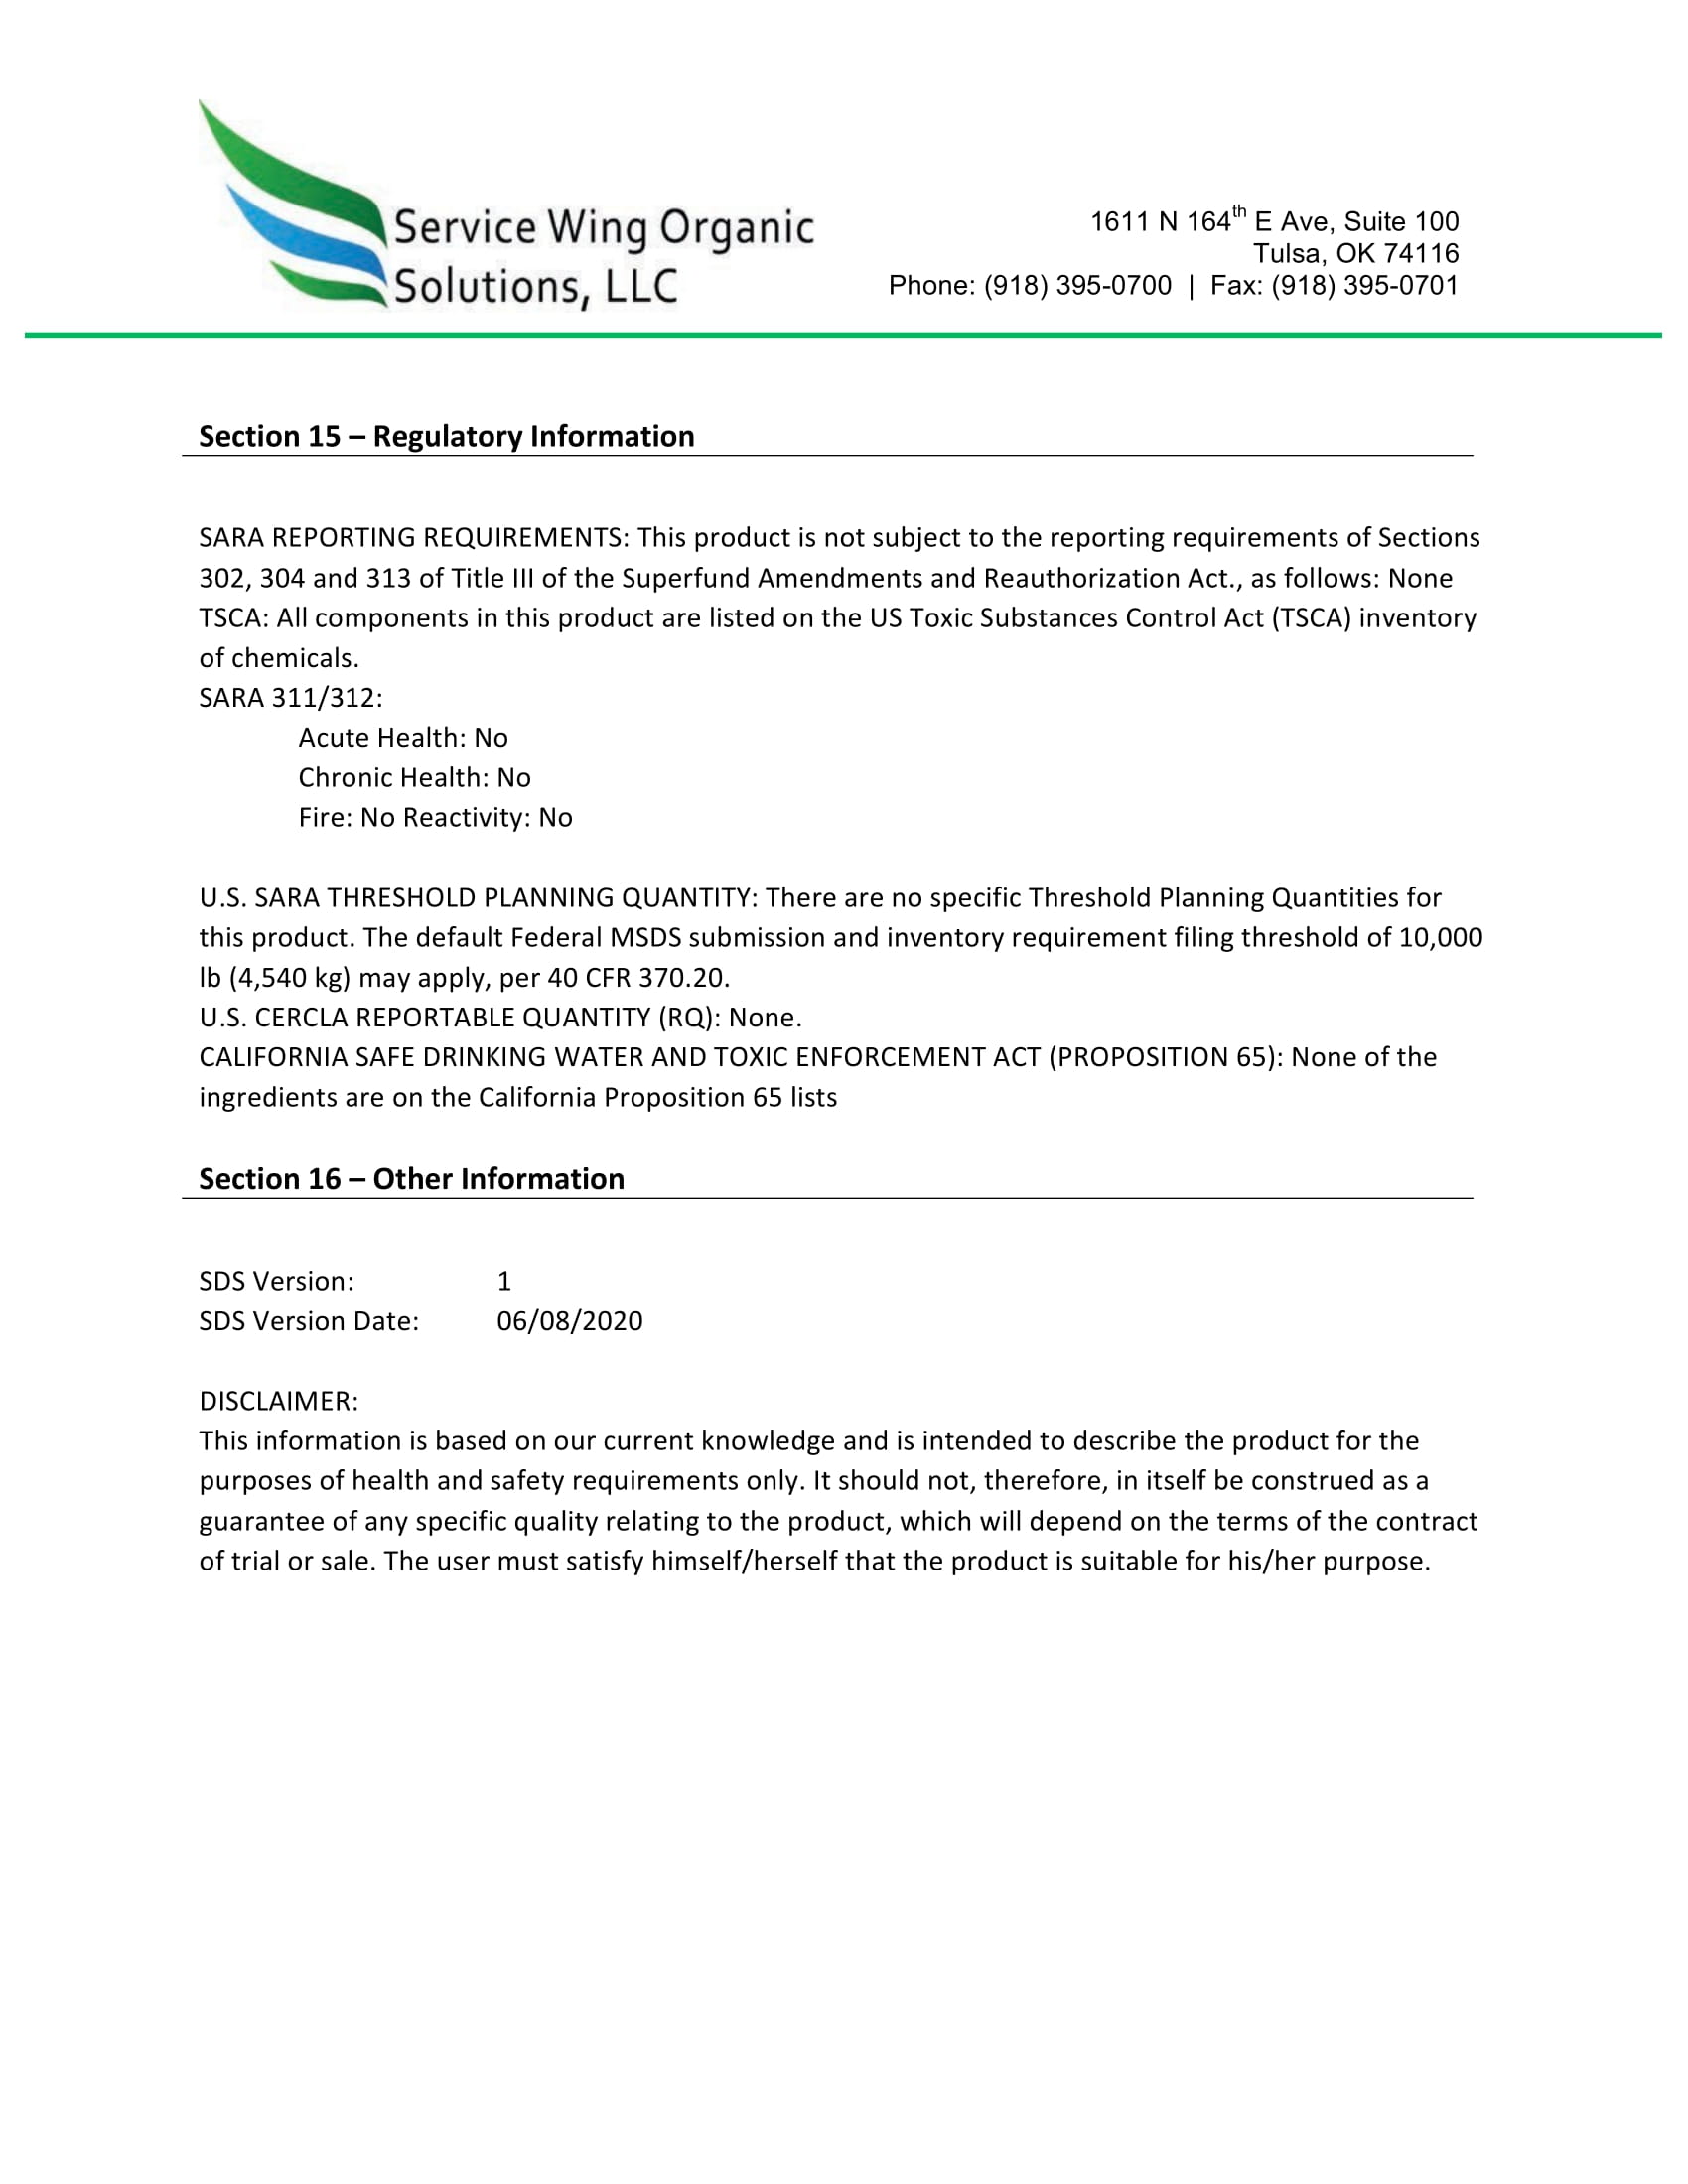 Service Wing Organic
Solutions, LLC
1611 N 164th E Ave, Suite 100
Tulsa, OK 74116
Phone: (918) 395-0700 | Fax: (918) 395-0701
Section 15 – Regulatory Information
SARA REPORTING REQUIREMENTS: This product is not subject to the reporting requirements of Sections
302, 304 and 313 of Title III of the Superfund Amendments and Reauthorization Act., as follows: None
TSCA: All components in this product are listed on the US Toxic Substances Control Act (TSCA) inventory
of chemicals.
SARA 311/312:
Acute Health: No
Chronic Health: No
Fire: No Reactivity: No
U.S. SARA THRESHOLD PLANNING QUANTITY: There are no specific Threshold Planning Quantities for
this product. The default Federal MSDS submission and inventory requirement filing threshold of 10,000
lb (4,540 kg) may apply, per 40 CFR 370.20.
U.S. CERCLA REPORTABLE QUANTITY (RQ): None.
CALIFORNIA SAFE DRINKING WATER AND TOXIC ENFORCEMENT ACT (PROPOSITION 65): None of the
ingredients are on the California Proposition 65 lists
Section 16 – Other Information
SDS Version: 1
SDS Version Date: 06/08/2020
DISCLAIMER:
This information is based on our current knowledge and is intended to describe the product for the
purposes of health and safety requirements only. It should not, therefore, in itself be construed as a
guarantee of any specific quality relating to the product, which will depend on the terms of the contract
of trial or sale. The user must satisfy himself/herself that the product is suitable for his/her purpose.